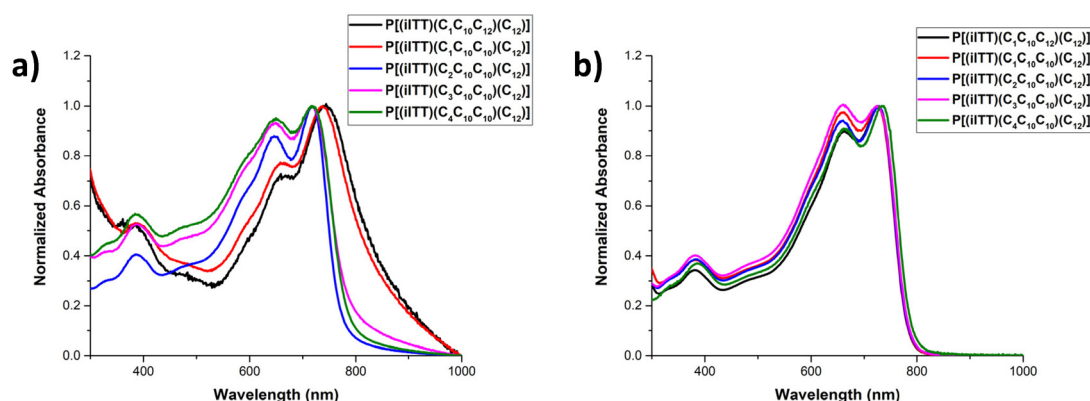 a)
P[(iITT)(C₁C₁₀C₁₂)(C₁₂)]
P[(iITT)(C₁C₁₀C₁₀)(C₁₂)]
P[(iITT)(C₂C₁₀C₁₀)(C₁₂)]
P[(iITT)(C₃C₁₀C₁₀)(C₁₂)]
P[(iITT)(C₄C₁₀C₁₀)(C₁₂)]
Normalized Absorbance
1.2
1.0
0.8
0.6
0.4
0.2
0.0
400
600
800
1000
Wavelength (nm)
b)
P[(iITT)(C₁C₁₀C₁₂)(C₁₂)]
P[(iITT)(C₁C₁₀C₁₀)(C₁₂)]
P[(iITT)(C₂C₁₀C₁₀)(C₁₂)]
P[(iITT)(C₃C₁₀C₁₀)(C₁₂)]
P[(iITT)(C₄C₁₀C₁₀)(C₁₂)]
Normalized Absorbance
1.2
1.0
0.8
0.6
0.4
0.2
0.0
400
600
800
1000
Wavelength (nm)